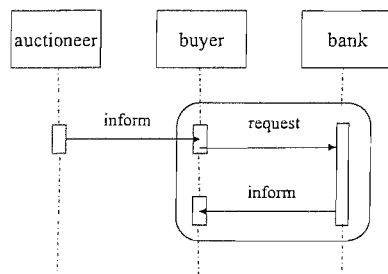 auctioneer
buyer
bank
inform
request
inform